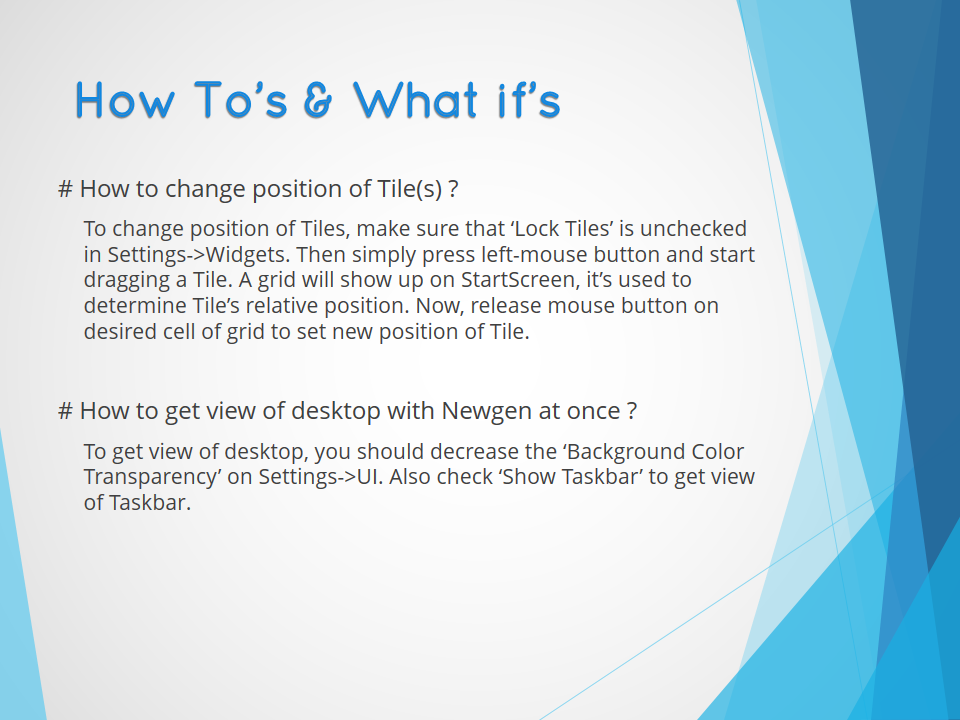 How To’s & What if’s
# How to change position of Tile(s) ?
To change position of Tiles, make sure that ‘Lock Tiles’ is unchecked
in Settings->Widgets. Then simply press left-mouse button and start
dragging a Tile. A grid will show up on StartScreen, it’s used to
determine Tile’s relative position. Now, release mouse button on
desired cell of grid to set new position of Tile.
# How to get view of desktop with Newgen at once ?
To get view of desktop, you should decrease the ‘Background Color
Transparency’ on Settings->UI. Also check ‘Show Taskbar’ to get view
of Taskbar.